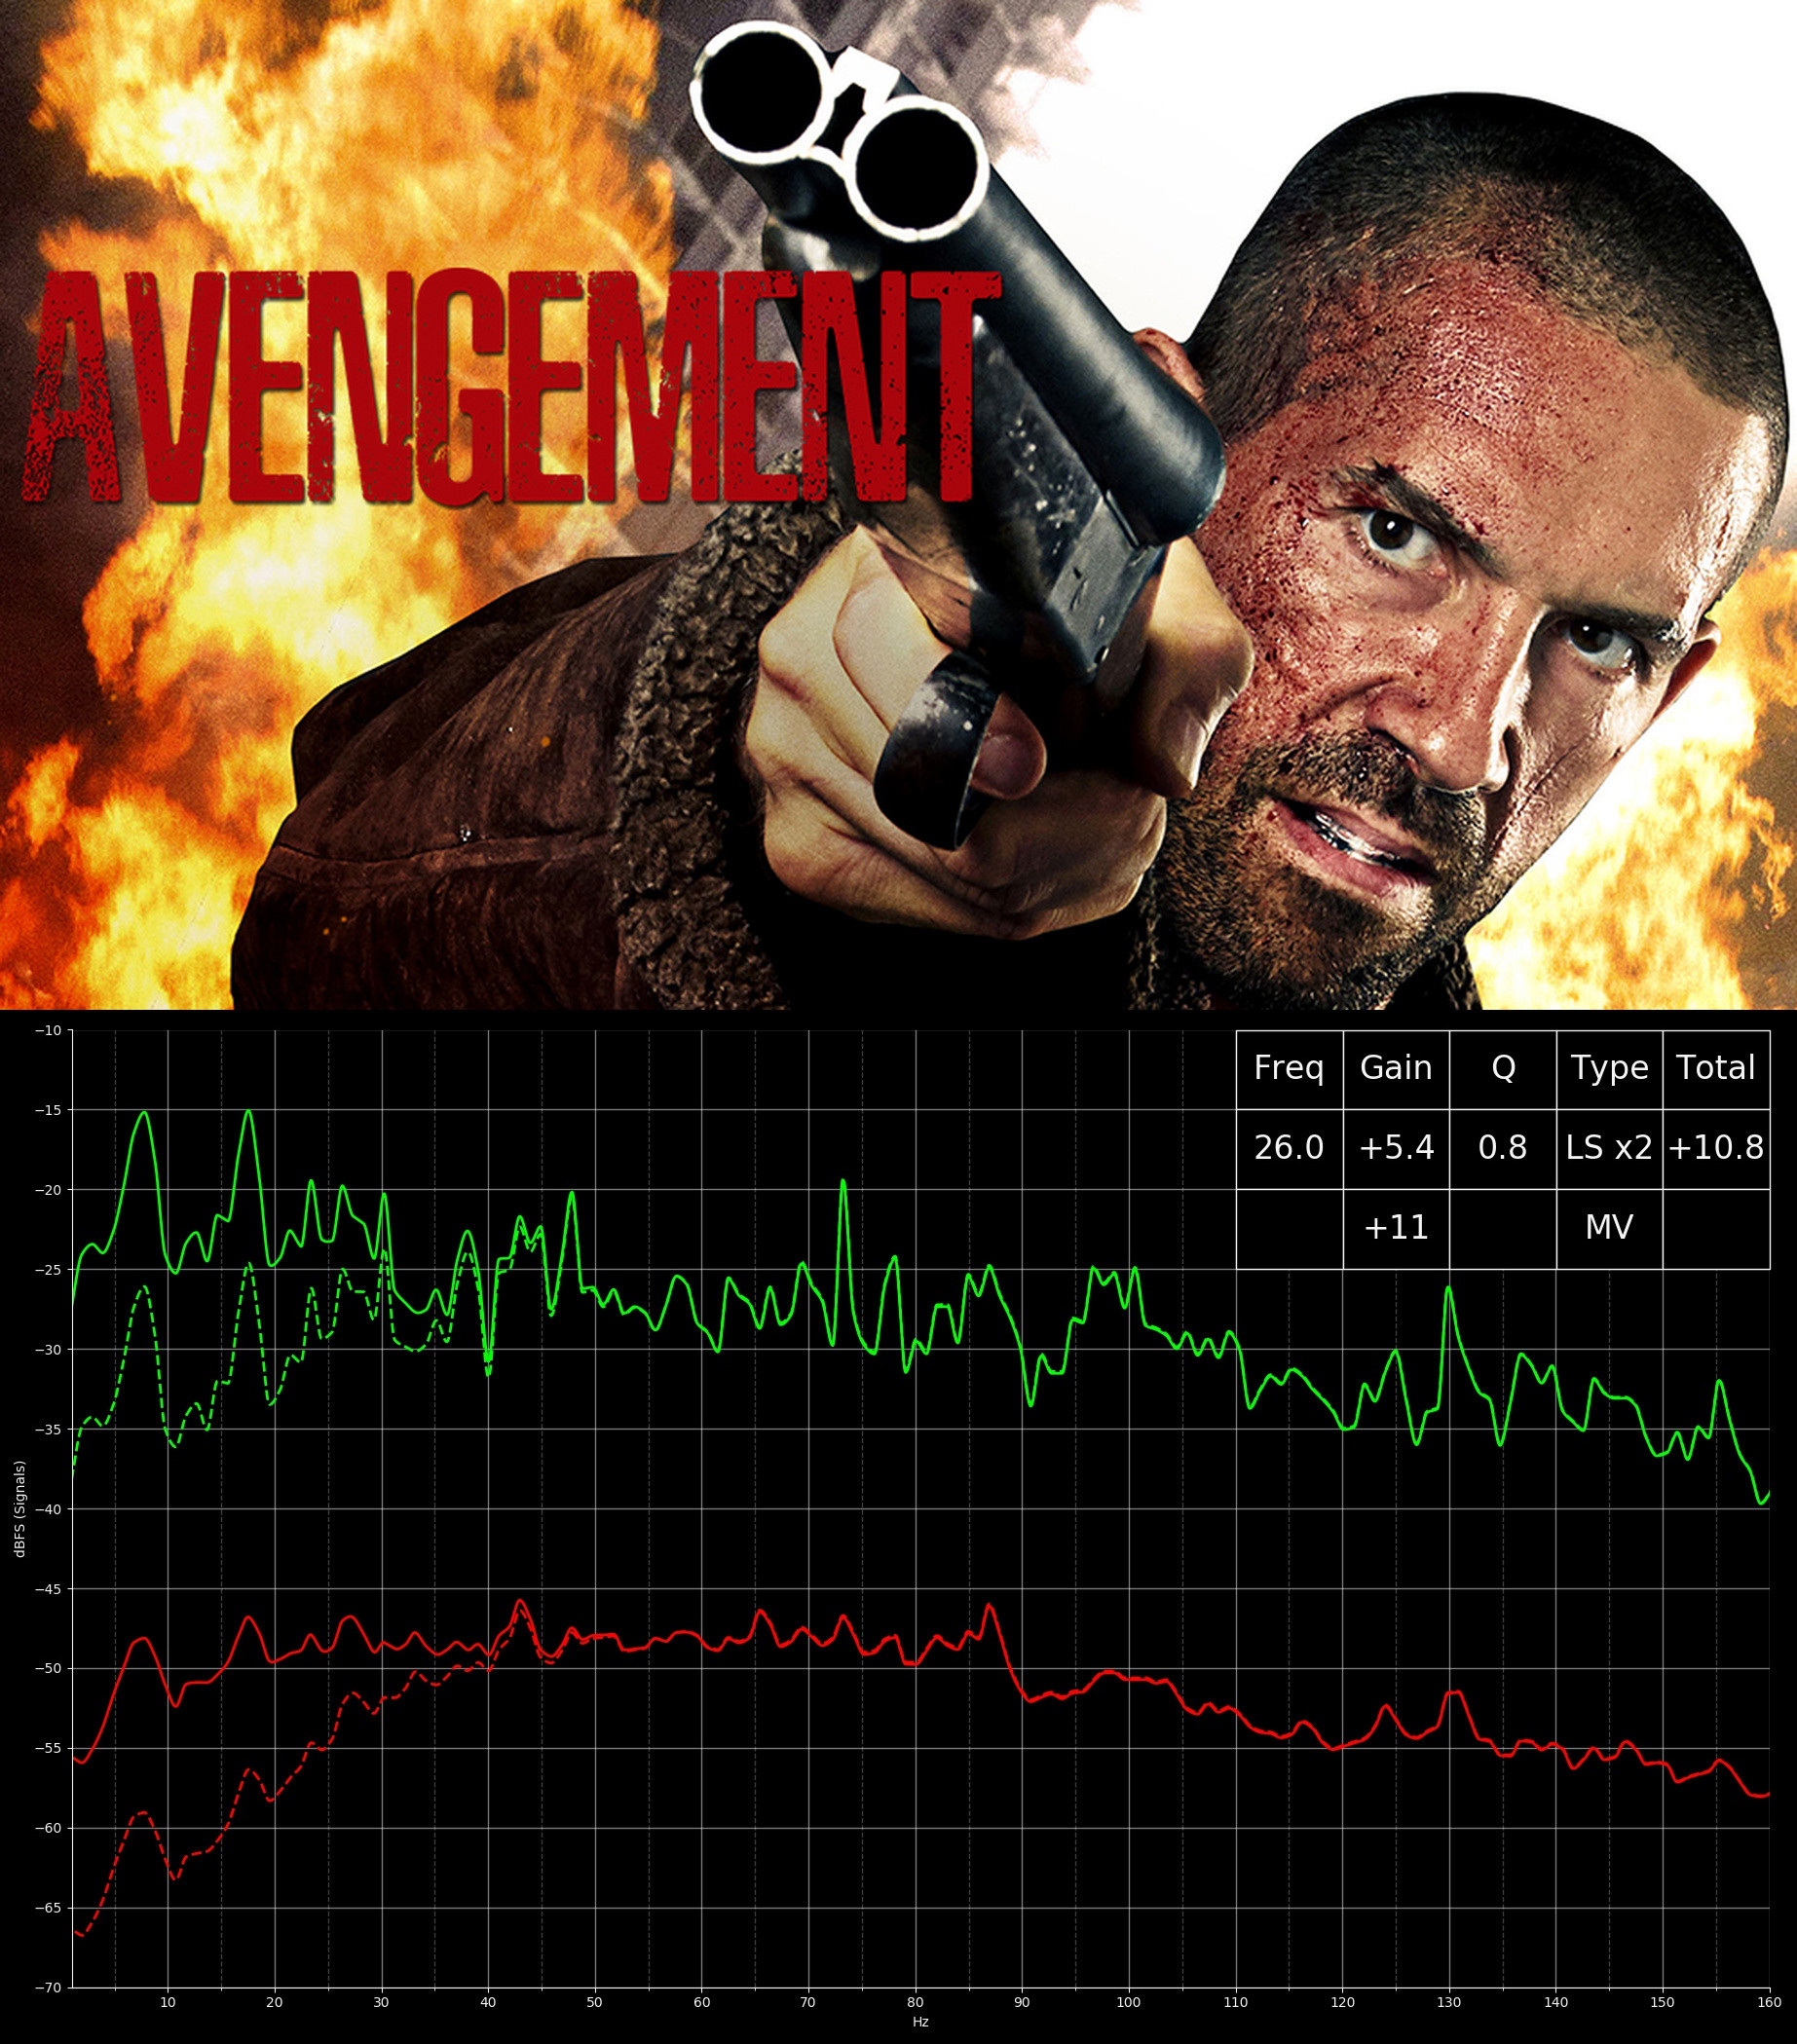 AVENGEMENT
Freq Gain Q Type Total
26.0 +5.4 0.8 LS x2 +10.8
+11 MV
−10
−15
−20
−25
−30
−35
−40
−45
−50
−55
−60
−65
−70
dBFS (Signals)
10 20 30 40 50 60 70 80 90 100 110 120 130 140 150 160
Hz